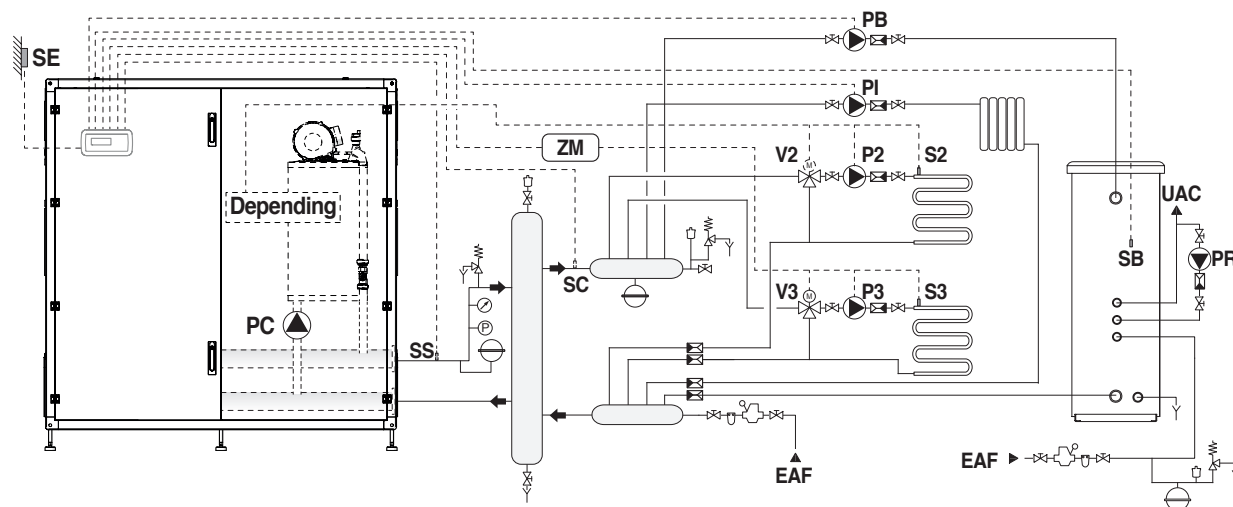 PB
SE
PI
ZM
V2
P2
S2
M
Depending
UAC
SB
PR
SC
V3
P3
S3
M
PC
SS
P
EAF
EAF